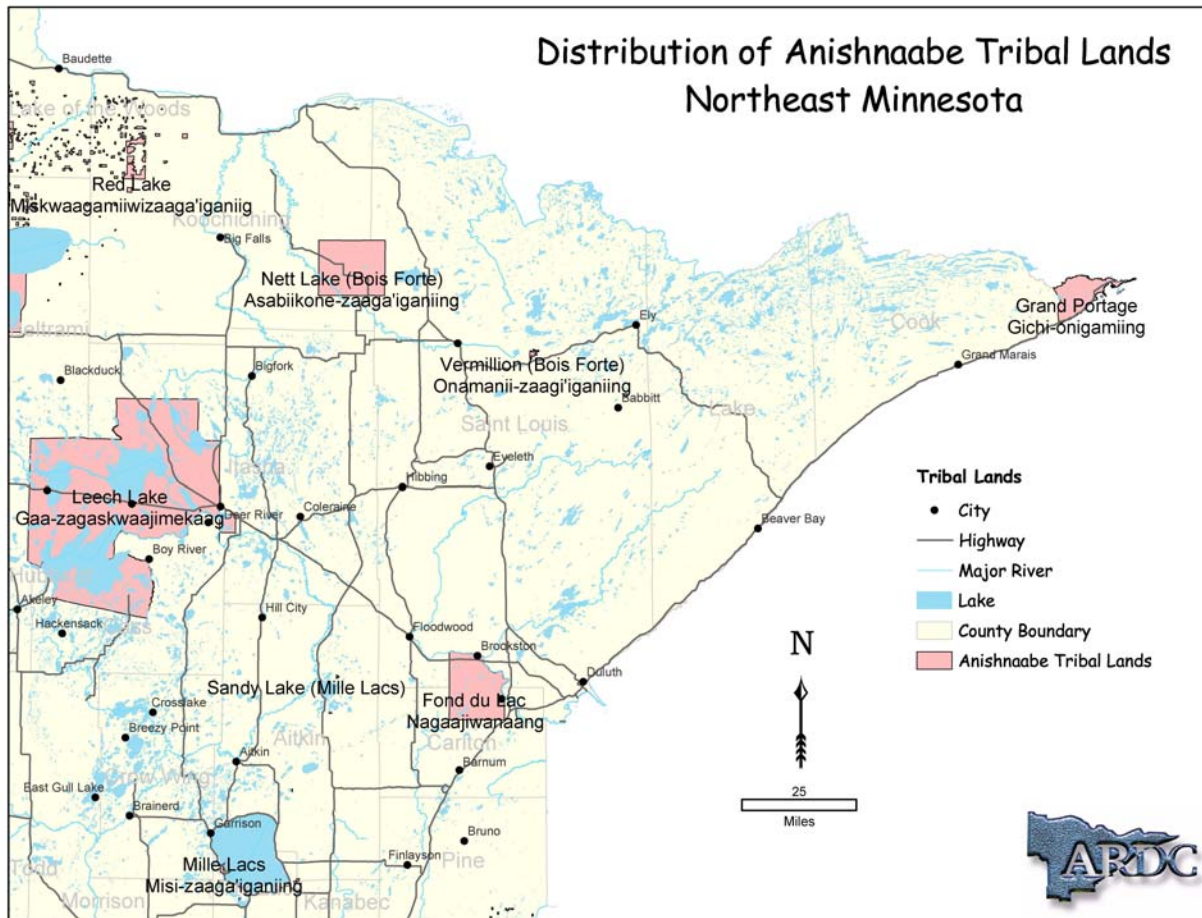 Distribution of Anishnaabe Tribal Lands
Northeast Minnesota
Baudette
Lake of the Woods
Red Lake
Miskwaagamiiwizaaga'iganiig
Koochiching
Big Falls
Nett Lake (Bois Forte)
Asabiikone-zaaga'iganiing
Grand Portage
Gichi-onigamiing
Cook
Beltrami
Ely
Grand Marais
Blackduck
Bigfork
Vermillion (Bois Forte)
Onamanii-zaagi'iganiing
Babbitt
Lake
Saint Louis
Itasca
Eyeleth
Hibbing
Leech Lake
Gaa-zagaskwaajimekaag
Deer River
Coleraine
Beaver Bay
Boy River
Akeley
Hackensack
Cass
Hill City
Floodwood
Brookston
Duluth
Sandy Lake (Mille Lacs)
Fond du Lac
Nagaajiwanaang
Carlton
Crosslake
Breezy Point
Aitkin
Aitkin
Barnum
Crow Wing
East Gull Lake
Brainerd
Garrison
Bruno
Finlayson
Pine
Mille Lacs
Misi-zaaga'iganiing
Todd
Morrison
Kanabec
Tribal Lands
City
Highway
Major River
Lake
County Boundary
Anishnaabe Tribal Lands
N
25
Miles
ARDC